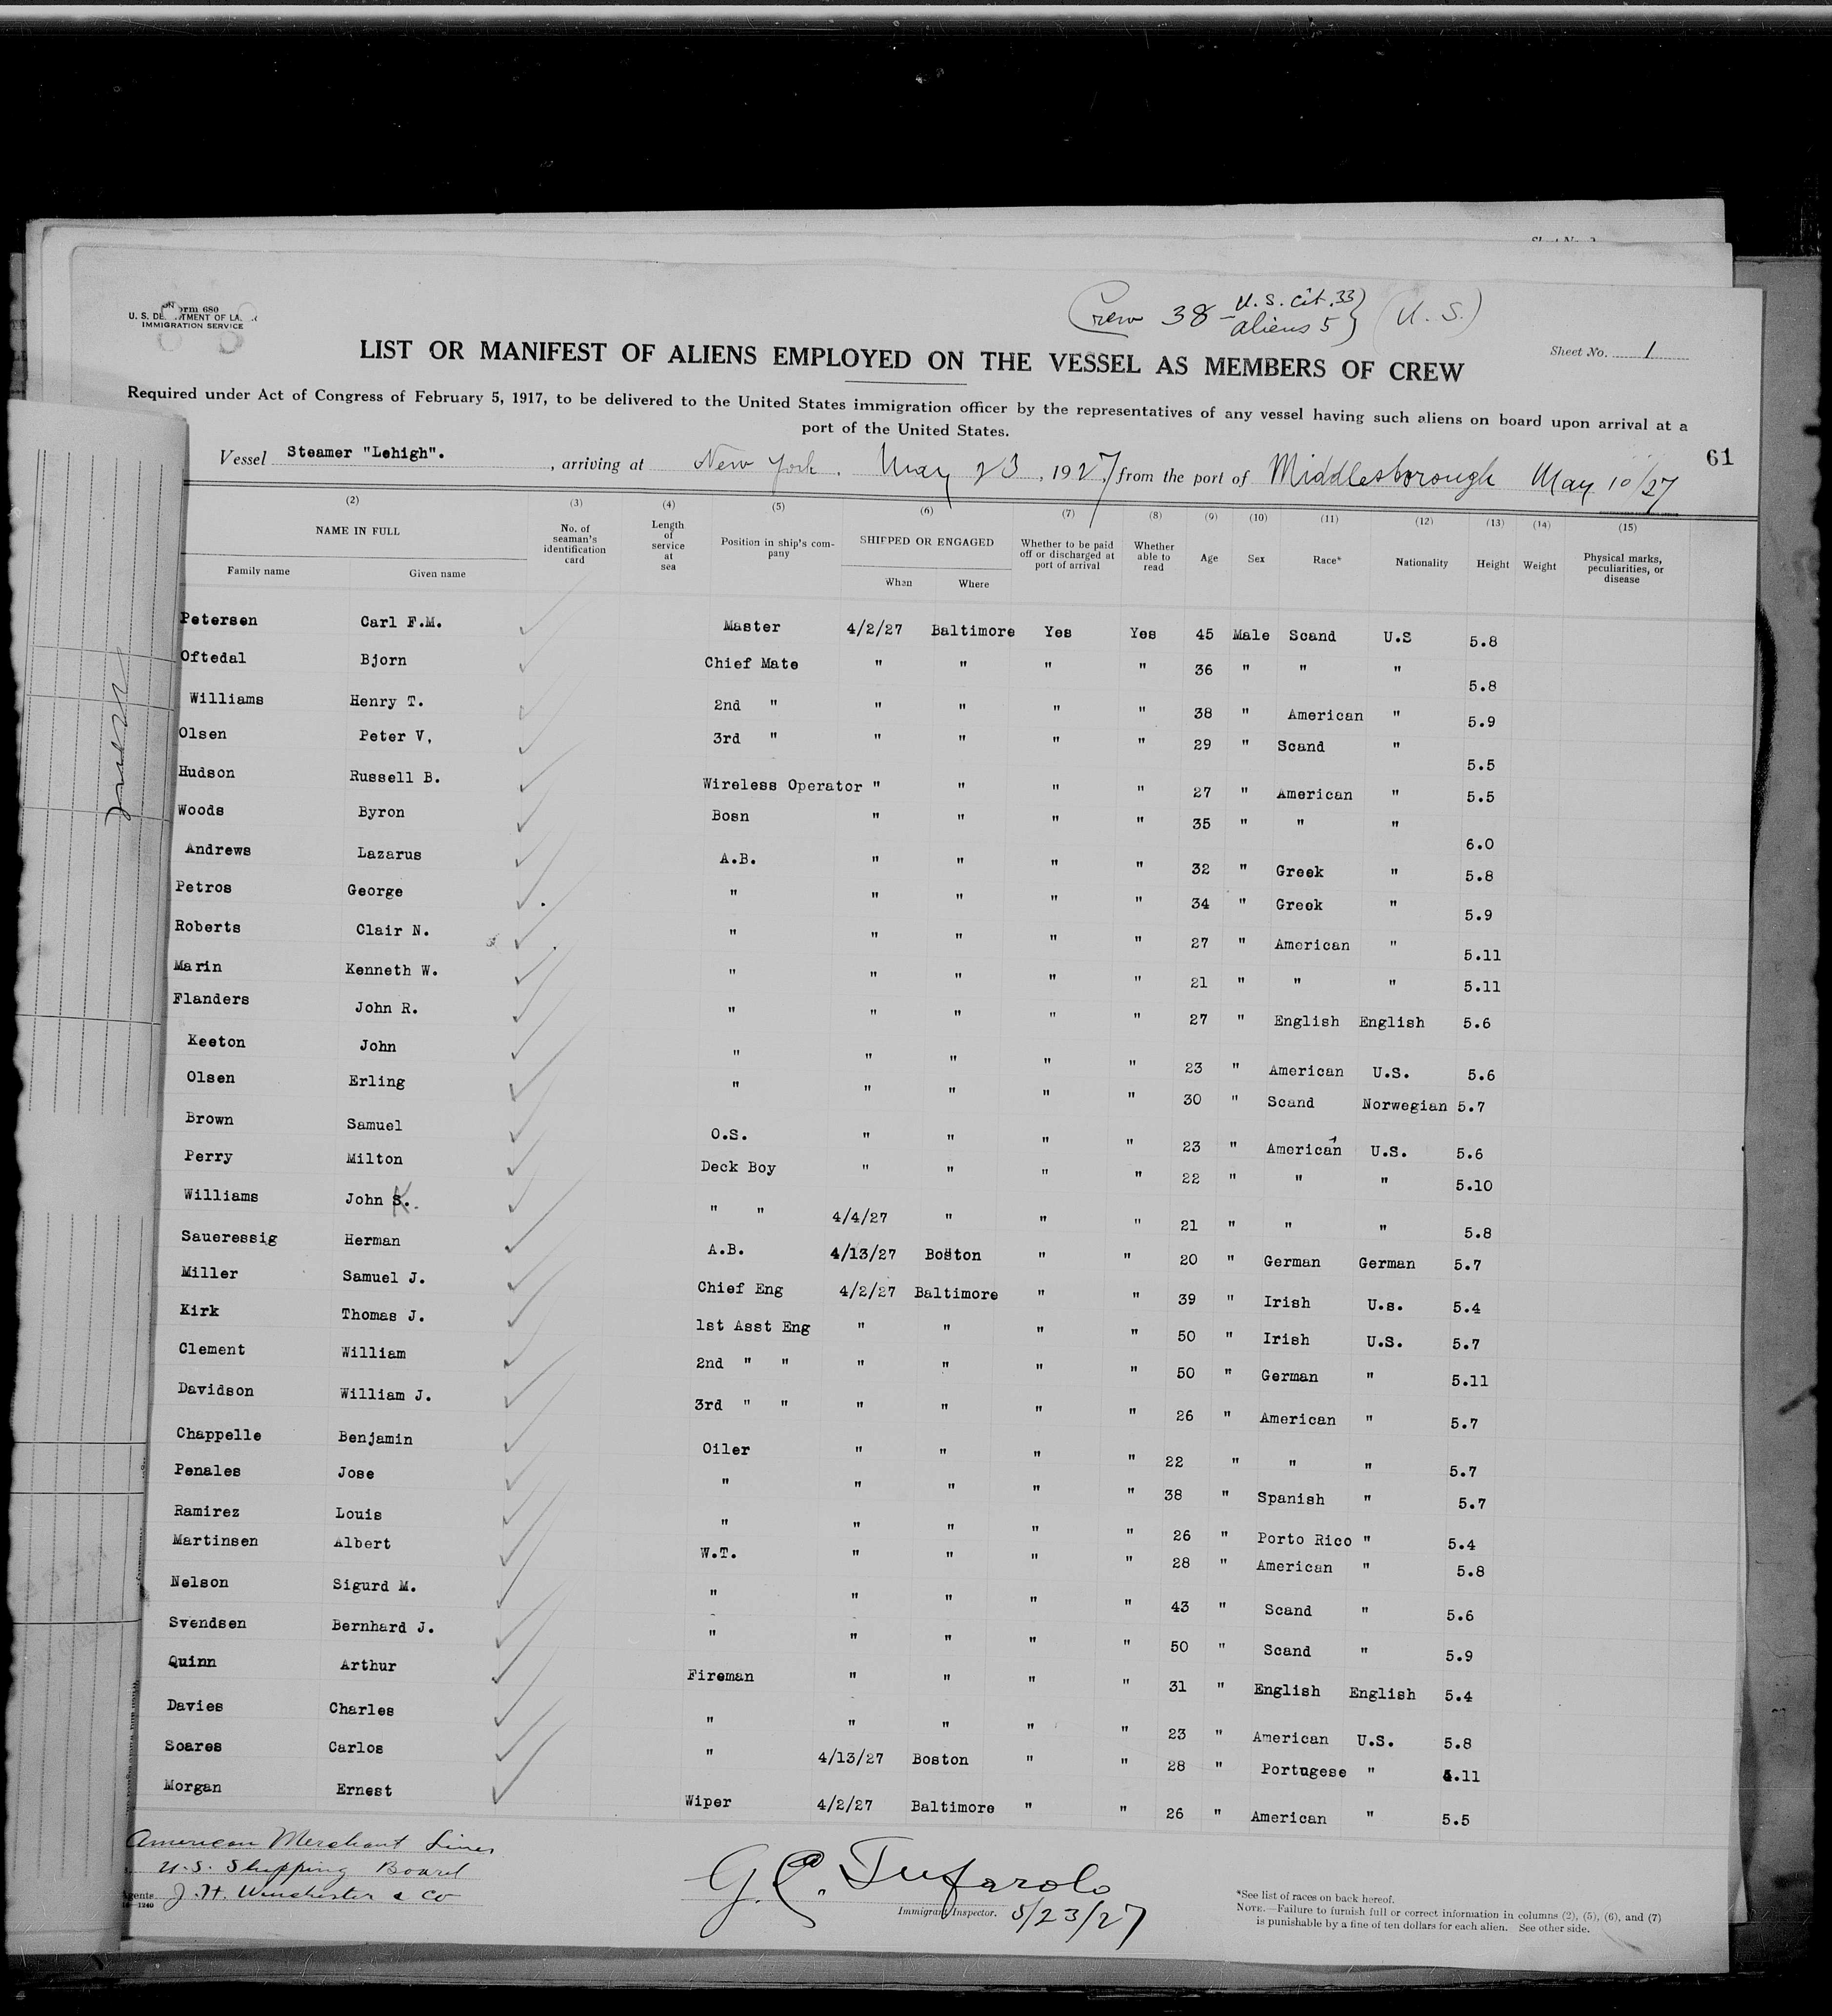 Form 680
U. S. DE TMENT OF LA
IMMIGRATION SERVICE
Crew 38 - U.S. Cit. 33 } (U.S.)
aliens 5 }
Sheet No. 1
LIST OR MANIFEST OF ALIENS EMPLOYED ON THE VESSEL AS MEMBERS OF CREW
Required under Act of Congress of February 5, 1917, to be delivered to the United States immigration officer by the representatives of any vessel having such aliens on board upon arrival at a
port of the United States.
61
Vessel Steamer "Lehigh". , arriving at New York. May 23, 1927, from the port of Middlesborough May 10/27
(2) (3) (4) (5) (6) (7) (8) (9) (10) (11) (12) (13) (14) (15)
NAME IN FULL No. of seaman's identification card Length of service at sea Position in ship's company SHIPPED OR ENGAGED Whether to be paid off or discharged at port of arrival Whether able to read Age Sex Race* Nationality Height Weight Physical marks, peculiarities, or disease
Family name Given name When Where
Petersen Carl F.M. Master 4/2/27 Baltimore Yes Yes 45 Male Scand U.S 5.8
Oftedal Bjorn Chief Mate " " " " 36 " " " 5.8
Williams Henry T. 2nd " " " " " 38 " American " 5.9
Olsen Peter V, 3rd " " " " " 29 " Scand " 5.5
Hudson Russell B. Wireless Operator " " " " 27 " American " 5.5
Woods Byron Bosn " " " " 35 " " " 6.0
Andrews Lazarus A.B. " " " " 32 " Greek " 5.8
Petros George " " " " " 34 " Greek " 5.9
Roberts Clair N. " " " " " 27 " American " 5.11
Marin Kenneth W. " " " " " 21 " " " 5.11
Flanders John R. " " " " " 27 " English English 5.6
Keeton John " " " " " 23 " American U.S. 5.6
Olsen Erling " " " " " 30 " Scand Norwegian 5.7
Brown Samuel O.S. " " " " 23 " American U.S. 5.6
Perry Milton Deck Boy " " " " 22 " " " 5.10
Williams John K. " " 4/4/27 " " " 21 " " " 5.8
Saueressig Herman A.B. 4/13/27 Boston " " 20 " German German 5.7
Miller Samuel J. Chief Eng 4/2/27 Baltimore " " 39 " Irish U.s. 5.4
Kirk Thomas J. 1st Asst Eng " " " " 50 " Irish U.S. 5.7
Clement William 2nd " " " " " " 50 " German " 5.11
Davidson William J. 3rd " " " " " " 26 " American " 5.7
Chappelle Benjamin Oiler " " " " 22 " " " 5.7
Penales Jose " " " " " 38 " Spanish " 5.7
Ramirez Louis " " " " " 26 " Porto Rico " 5.4
Martinsen Albert W.T. " " " " 28 " American " 5.8
Nelson Sigurd M. " " " " " 43 " Scand " 5.6
Svendsen Bernhard J. " " " " " 50 " Scand " 5.9
Quinn Arthur Fireman " " " " 31 " English English 5.4
Davies Charles " " " " " 23 " American U.S. 5.8
Soares Carlos " 4/13/27 Boston " " 28 " Portugese " .11
Morgan Ernest Wiper 4/2/27 Baltimore " " 26 " American " 5.5
American Merchant Lines
U.S. Shipping Board
gents J. H. Winchester & Co
1240
G. C. Tufarolo
Immigrant Inspector. 5/23/27
*See list of races on back hereof.
NOTE.—Failure to furnish full or correct information in columns (2), (5), (6), and (7)
is punishable by a fine of ten dollars for each alien. See other side.